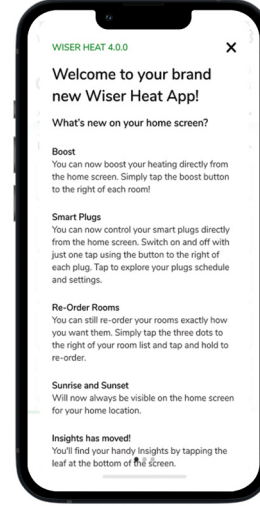 WISER HEAT 4.0.0
Welcome to your brand
new Wiser Heat App!
What's new on your home screen?
Boost
You can now boost your heating directly from
the home screen. Simply tap the boost button
to the right of each room!
Smart Plugs
You can now control your smart plugs directly
from the home screen. Switch on and off with
just one tap using the button to the right of
each plug. Tap to explore your plugs schedule
and settings.
Re-Order Rooms
You can still re-order your rooms exactly how
you want them. Simply tap the three dots to
the right of your room list and tap and hold to
re-order.
Sunrise and Sunset
Will now always be visible on the home screen
for your home location.
Insights has moved!
You'll find your handy Insights by tapping the
leaf at the bottom of the screen.